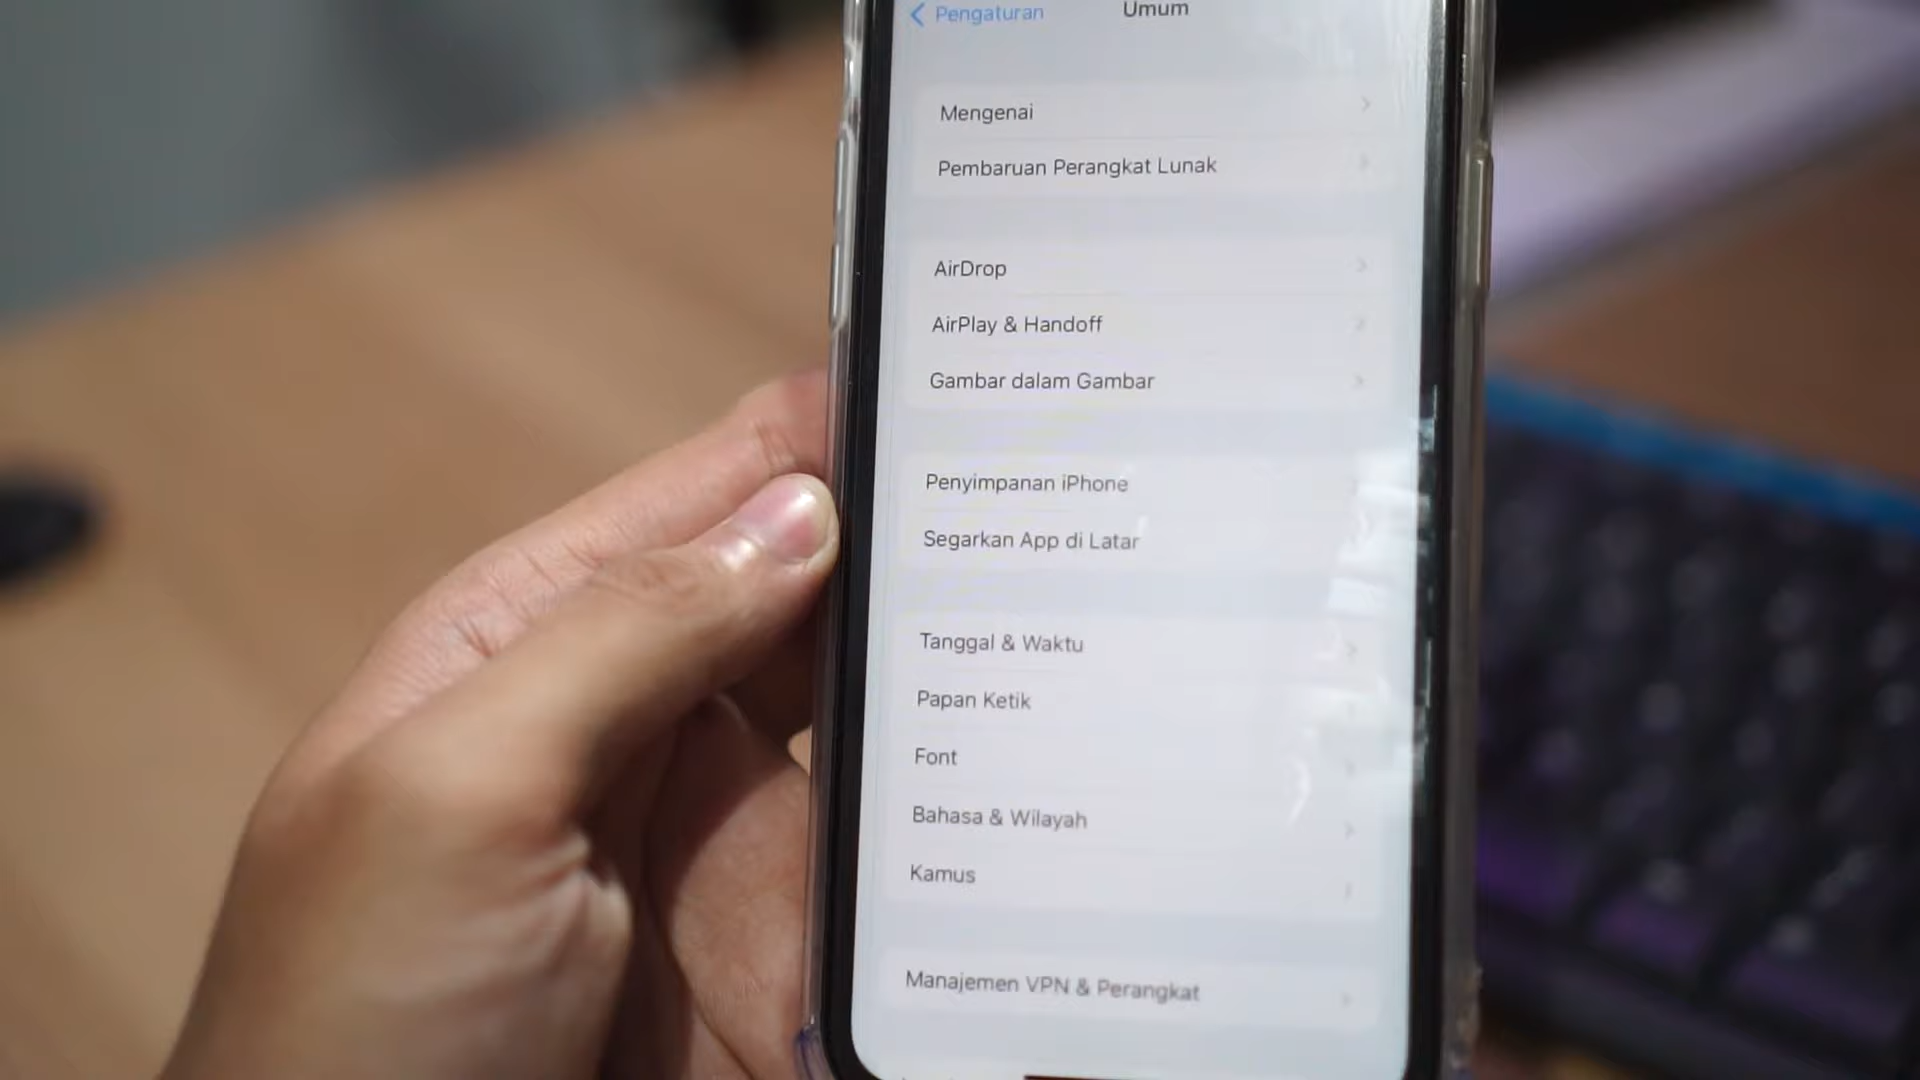 Pengaturan
Umum
Mengenai
Pembaruan Perangkat Lunak
AirDrop
AirPlay & Handoff
Gambar dalam Gambar
Penyimpanan iPhone
Segarkan App di Latar
Tanggal & Waktu
Papan Ketik
Font
Bahasa & Wilayah
Kamus
Manajemen VPN & Perangkat